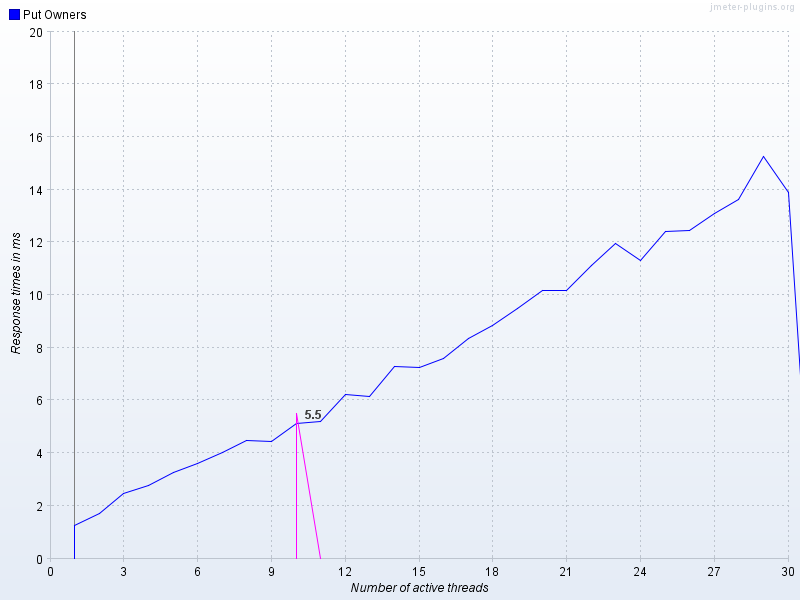 Put Owners
jmeter-plugins.org
20
18
16
14
12
10
8
6
4
2
0
5.5
0 3 6 9 12 15 18 21 24 27 30
Response times in ms
Number of active threads